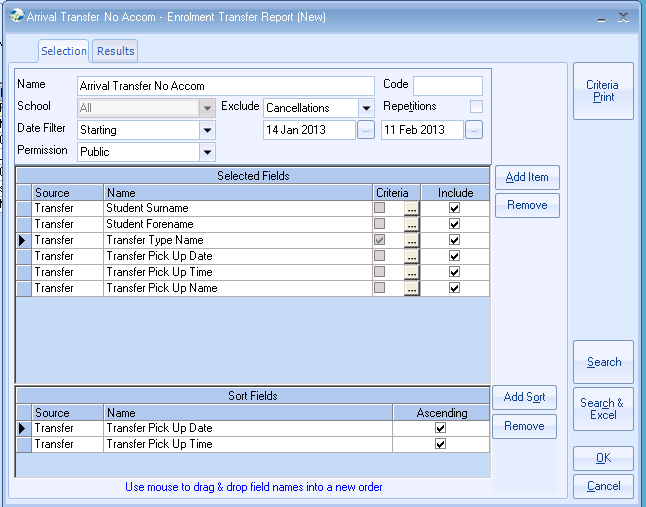 Arrival Transfer No Accom - Enrolment Transfer Report (New)
Selection Results
Name Arrival Transfer No Accom Code
School All Exclude Cancellations Repetitions
Date Filter Starting 14 Jan 2013 ... 11 Feb 2013 ...
Permission Public
Criteria
Print
Selected Fields
Source Name Criteria Include
Transfer Student Surname ...
Transfer Student Forename ...
Transfer Transfer Type Name ...
Transfer Transfer Pick Up Date ...
Transfer Transfer Pick Up Time ...
Transfer Transfer Pick Up Name ...
Add Item
Remove
Sort Fields
Source Name Ascending
Transfer Transfer Pick Up Date
Transfer Transfer Pick Up Time
Add Sort
Remove
Use mouse to drag & drop field names into a new order
Search
Search &
Excel
OK
Cancel